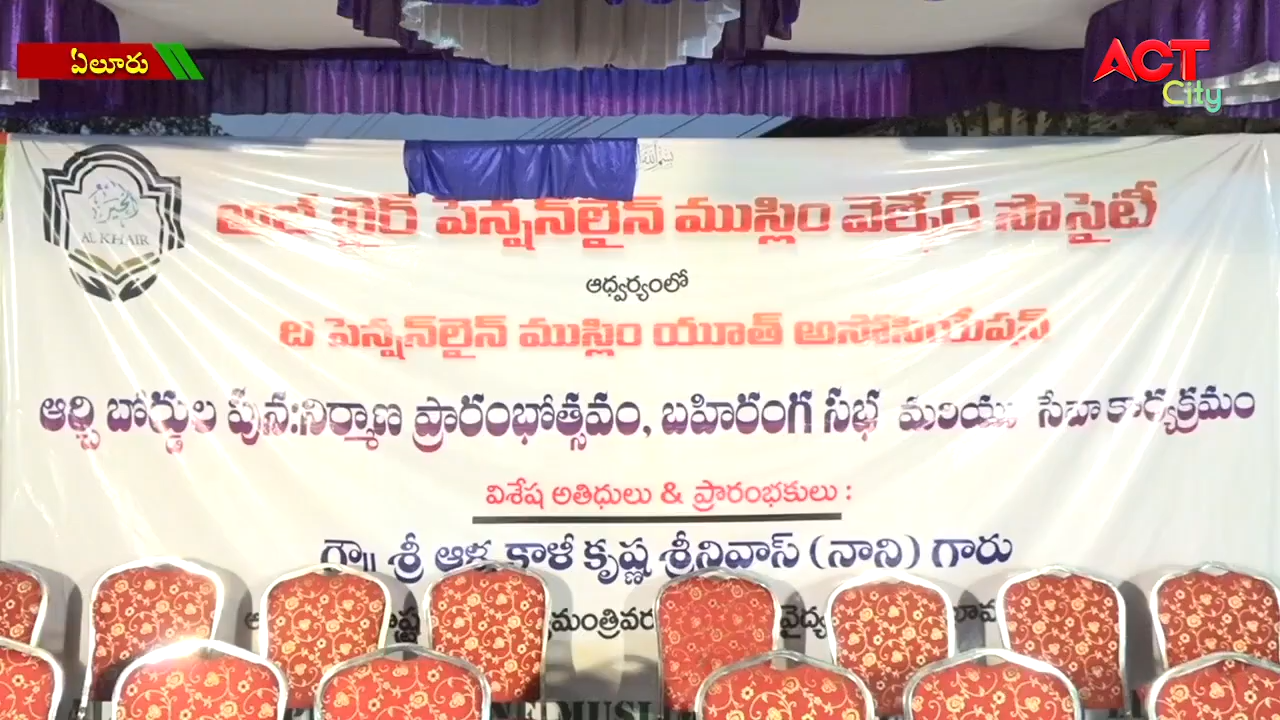 ఏలూరు
ACT
City
AL KHAIR
అల్ ఖైర్ పెన్షన్‌లైన్ ముస్లిం వెల్ఫేర్ సొసైటీ
ఆధ్వర్యంలో
ద పెన్షన్‌లైన్ ముస్లిం యూత్ అసోసియేషన్
ఆర్చి బోర్డుల పున:నిర్మాణ ప్రారంభోత్సవం, బహిరంగ సభ మరియు సేవా కార్యక్రమం
విశేష అతిధులు & ప్రారంభకులు :
గౌ॥ శ్రీ ఆళ్ళ కాళీ కృష్ణ శ్రీనివాస్ (నాని) గారు